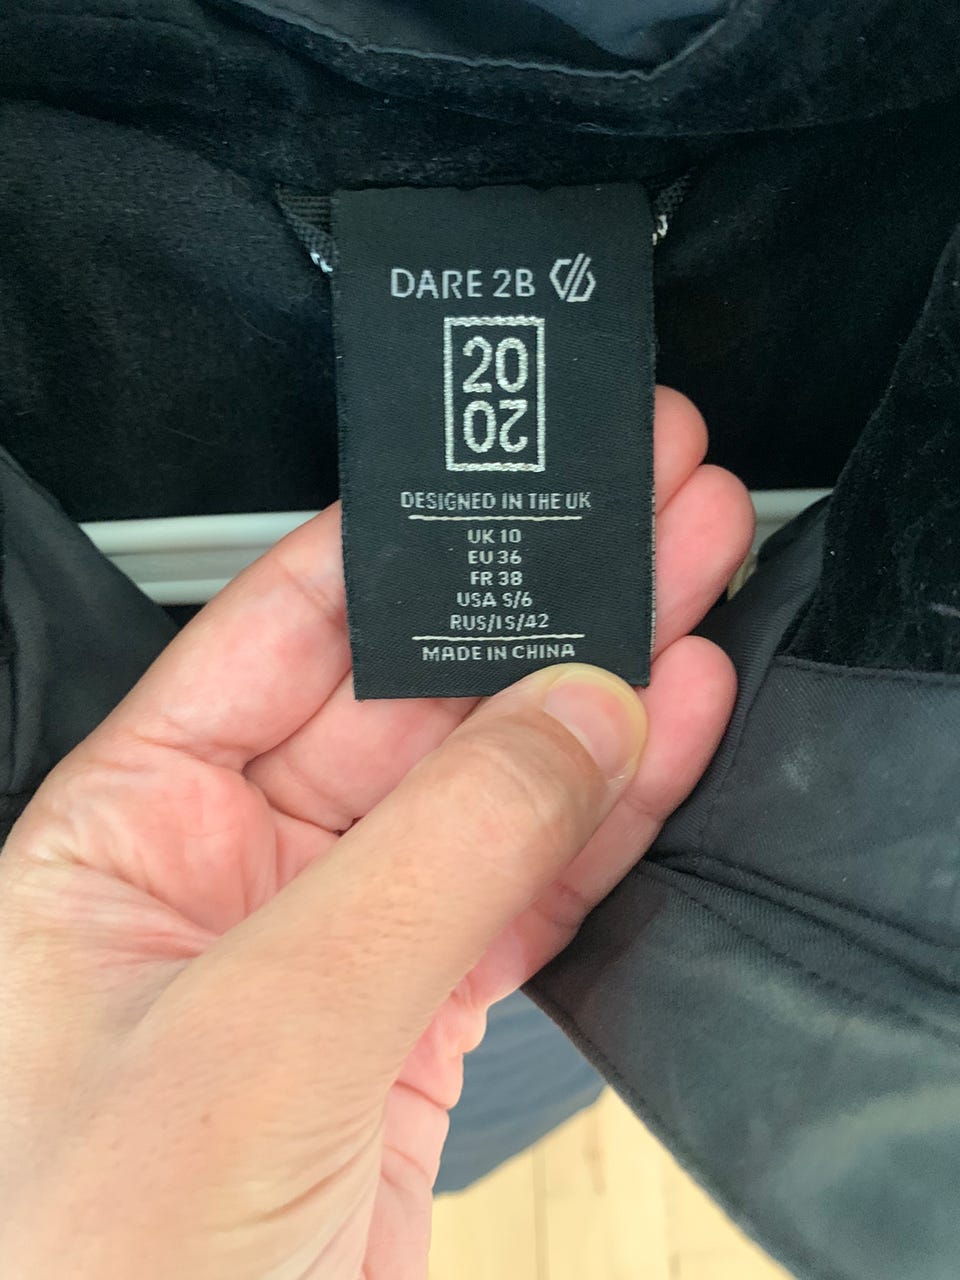 DARE 2B
20
20
DESIGNED IN THE UK
UK 10
EU 36
FR 38
USA S/6
RUS/IS/42
MADE IN CHINA